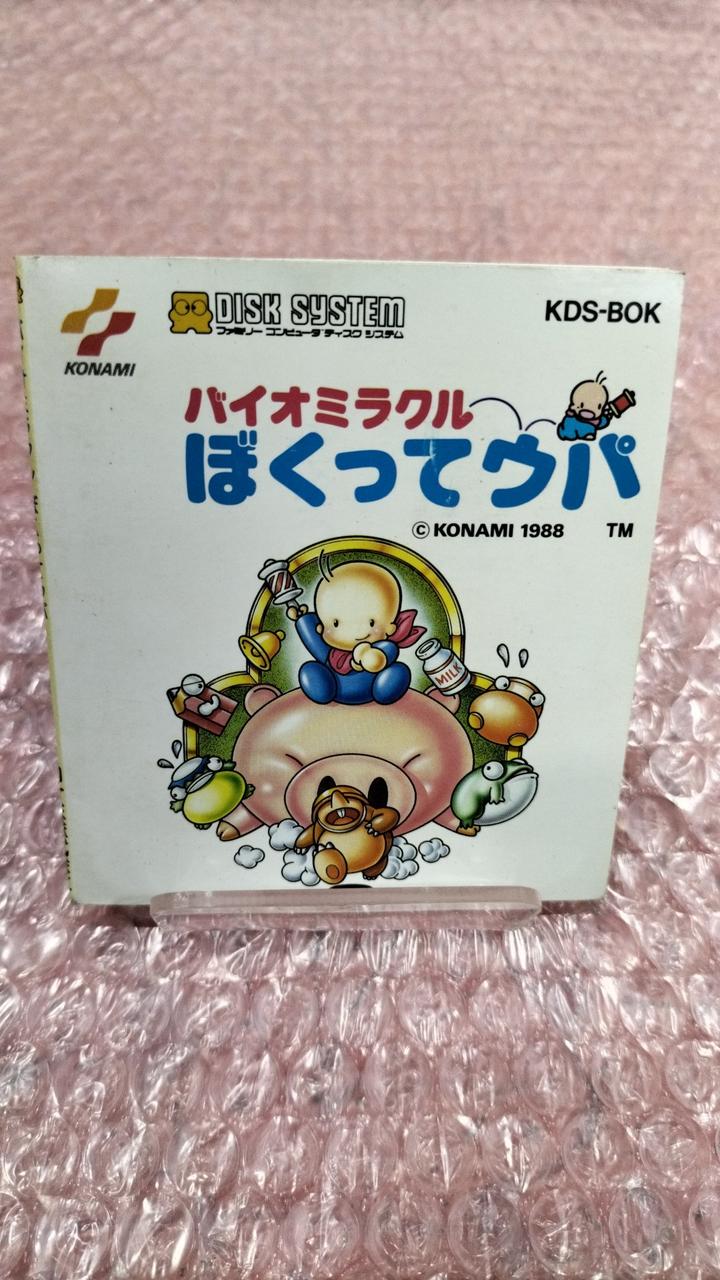 KONAMI
DISK SYSTEM
ファミリー コンピュータ ディスク システム
KDS-BOK
バイオミラクル
ぼくってウパ
© KONAMI 1988 TM
MILK